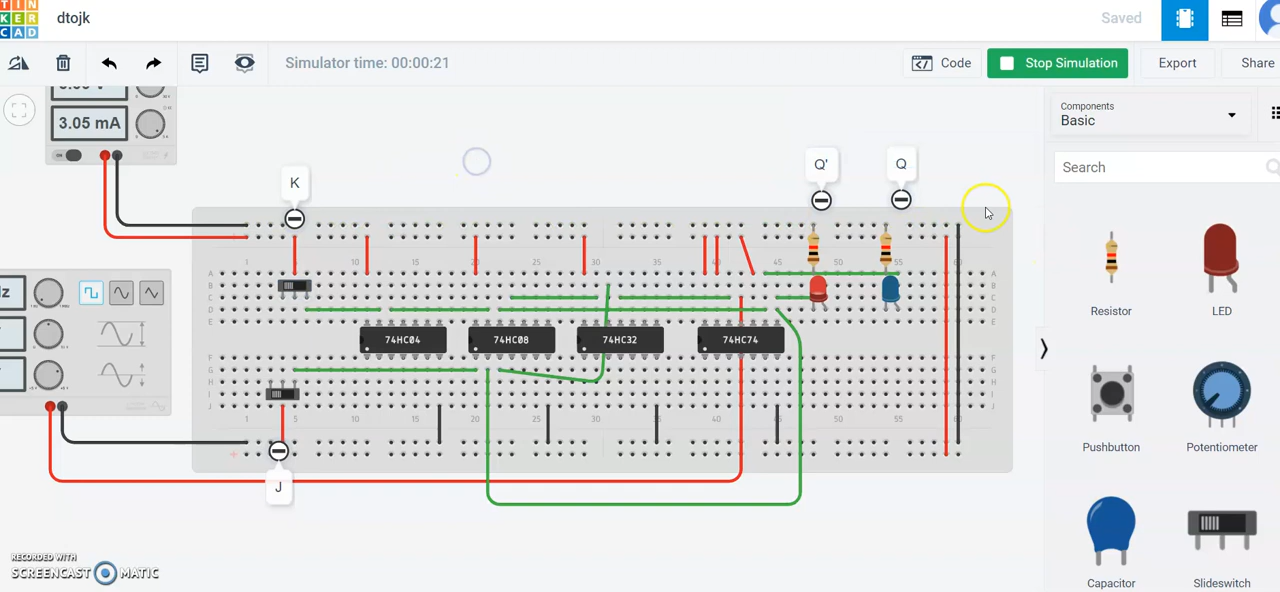 TIN
KER
CAD
dtojk
Saved
Simulator time: 00:00:21
Code
Stop Simulation
Export
Share
3.05 mA
Components
Basic
Search
K
Q'
Q
J
74HC04
74HC08
74HC32
74HC74
Hz
Resistor
LED
Pushbutton
Potentiometer
Capacitor
Slideswitch
RECORDED WITH
SCREENCAST MATIC